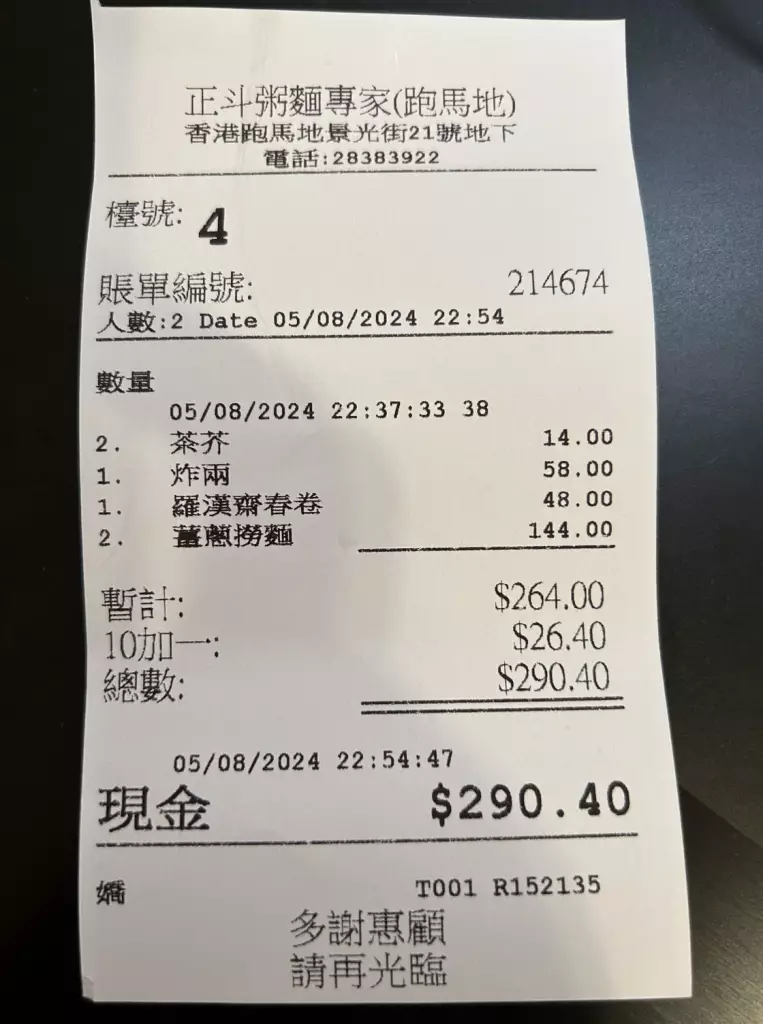 正斗粥麵專家(跑馬地)
香港跑馬地景光街21號地下
電話:28383922
檯號: 4
賬單編號: 214674
人數:2 Date 05/08/2024 22:54
數量
05/08/2024 22:37:33 38
2. 茶芥 14.00
1. 炸兩 58.00
1. 羅漢齋春卷 48.00
2. 薑蔥撈麵 144.00
暫計: $264.00
10加一: $26.40
總數: $290.40
05/08/2024 22:54:47
現金 $290.40
嬌 T001 R152135
多謝惠顧
請再光臨